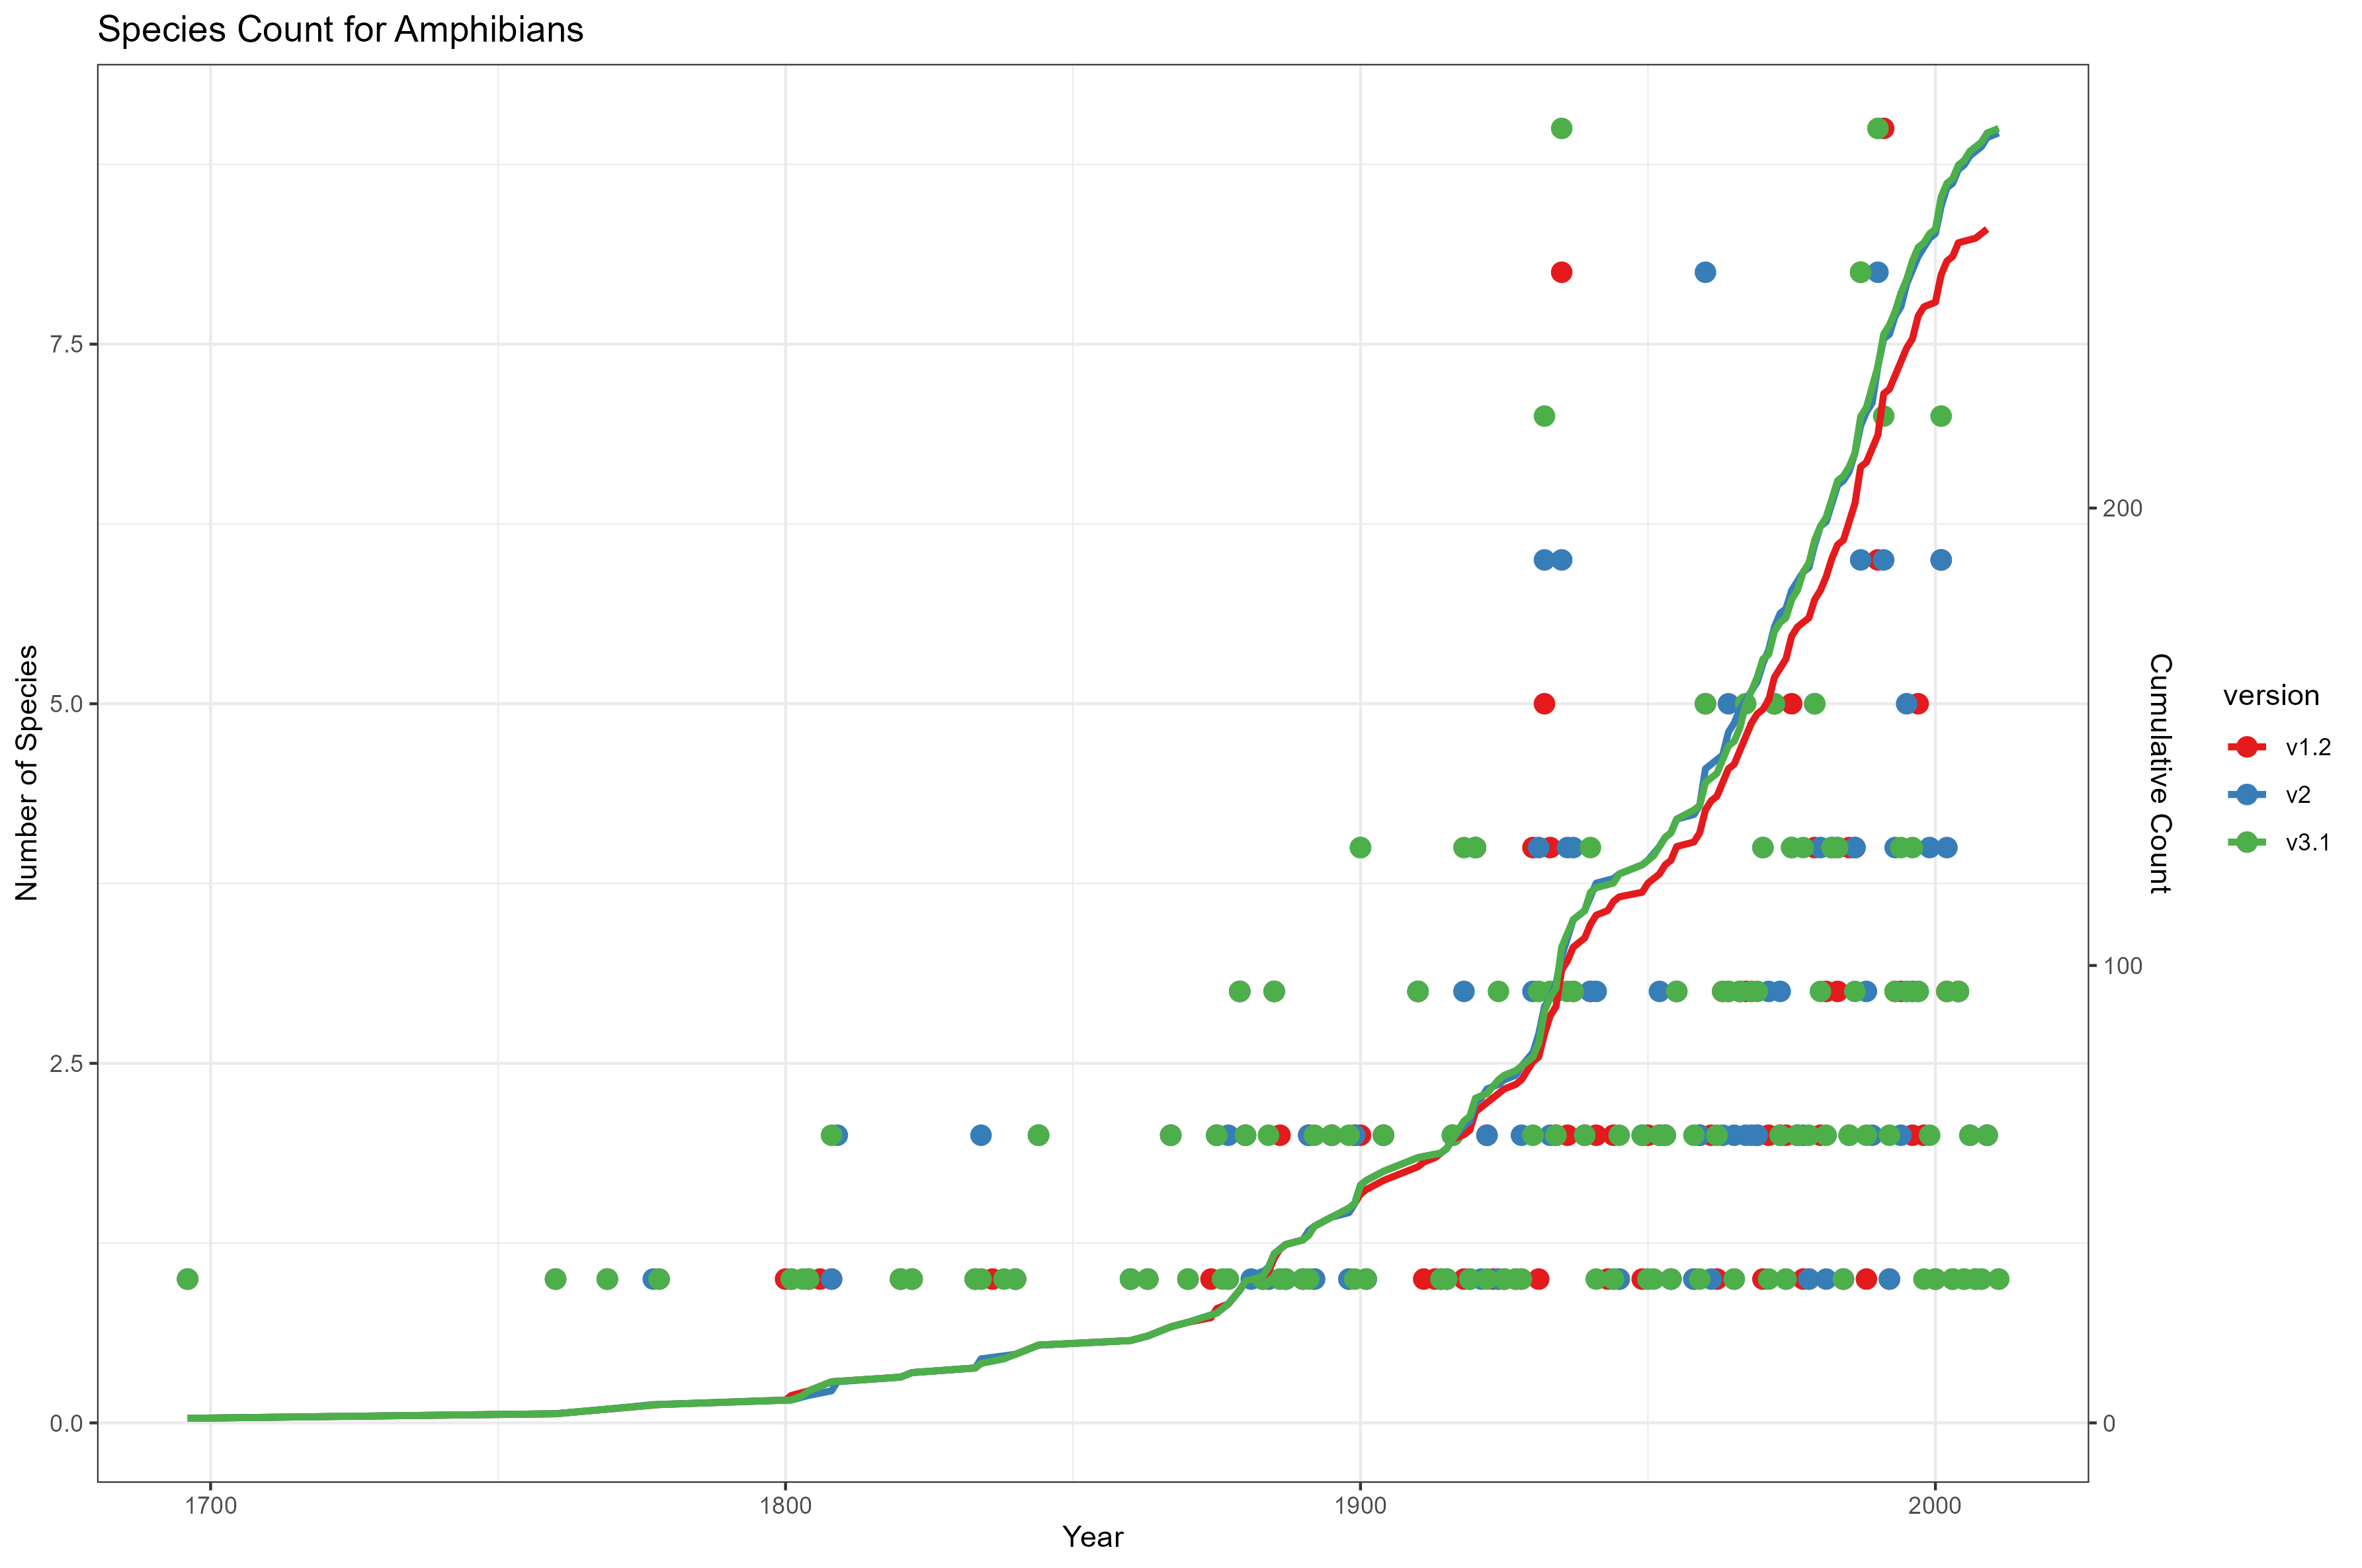 Species Count for Amphibians
Number of Species
7.5
5.0
2.5
0.0
1700
1800
1900
2000
Year
200
100
0
Cumulative Count
version
v1.2
v2
v3.1